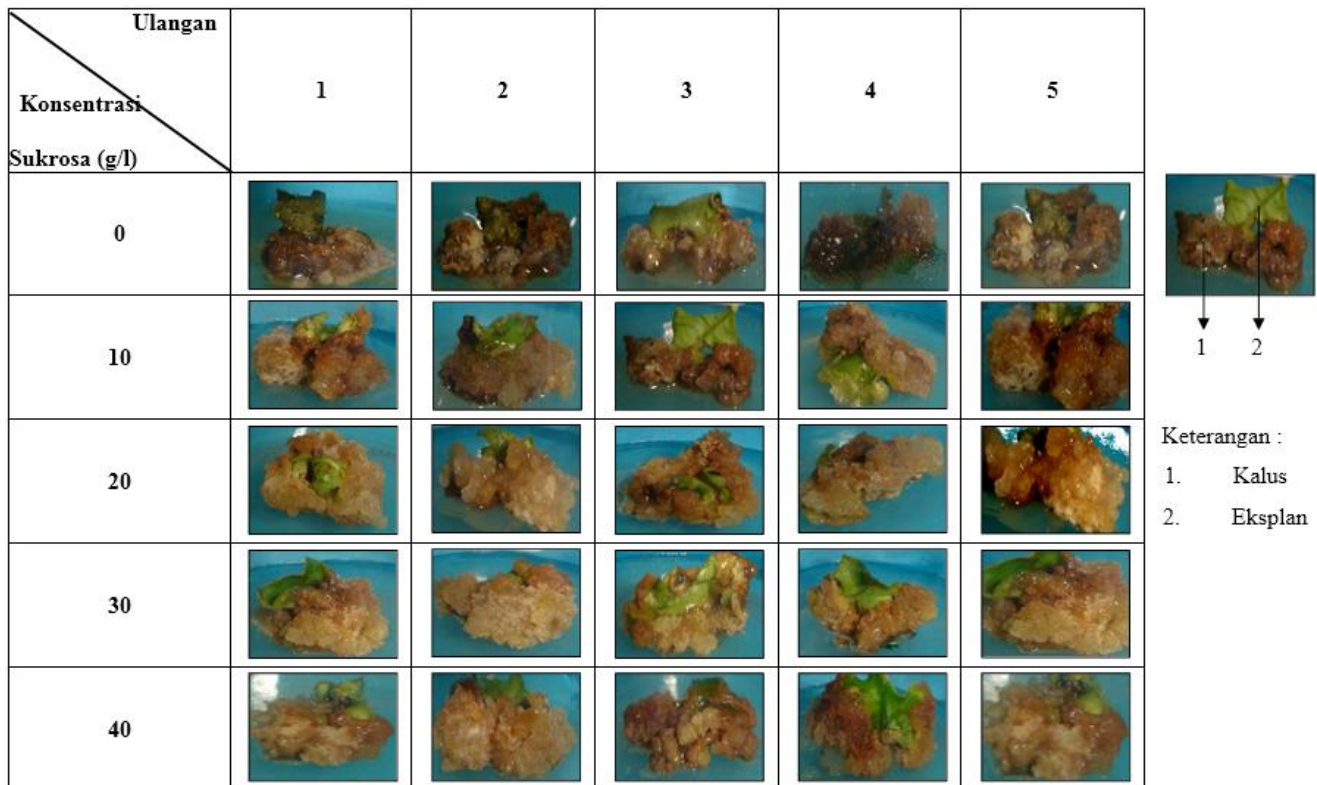 Ulangan
Konsentrasi
Sukrosa (g/l)
1 2 3 4 5
0
10
20
30
40
1 2
Keterangan :
1. Kalus
2. Eksplan